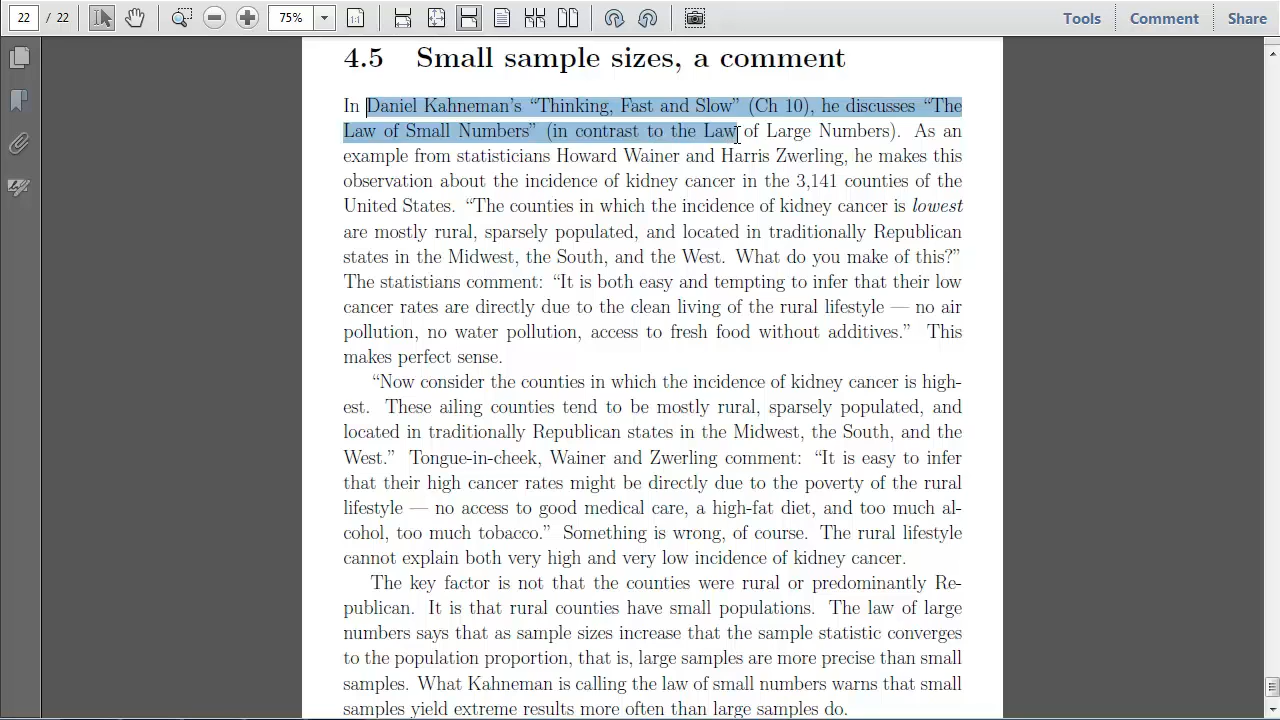 22 / 22 75% Tools Comment Share
4.5 Small sample sizes, a comment
In Daniel Kahneman's “Thinking, Fast and Slow” (Ch 10), he discusses “The
Law of Small Numbers” (in contrast to the Law of Large Numbers). As an
example from statisticians Howard Wainer and Harris Zwerling, he makes this
observation about the incidence of kidney cancer in the 3,141 counties of the
United States. “The counties in which the incidence of kidney cancer is lowest
are mostly rural, sparsely populated, and located in traditionally Republican
states in the Midwest, the South, and the West. What do you make of this?”
The statistians comment: “It is both easy and tempting to infer that their low
cancer rates are directly due to the clean living of the rural lifestyle — no air
pollution, no water pollution, access to fresh food without additives.” This
makes perfect sense.
“Now consider the counties in which the incidence of kidney cancer is high-
est. These ailing counties tend to be mostly rural, sparsely populated, and
located in traditionally Republican states in the Midwest, the South, and the
West.” Tongue-in-cheek, Wainer and Zwerling comment: “It is easy to infer
that their high cancer rates might be directly due to the poverty of the rural
lifestyle — no access to good medical care, a high-fat diet, and too much al-
cohol, too much tobacco.” Something is wrong, of course. The rural lifestyle
cannot explain both very high and very low incidence of kidney cancer.
The key factor is not that the counties were rural or predominantly Re-
publican. It is that rural counties have small populations. The law of large
numbers says that as sample sizes increase that the sample statistic converges
to the population proportion, that is, large samples are more precise than small
samples. What Kahneman is calling the law of small numbers warns that small
samples yield extreme results more often than large samples do.